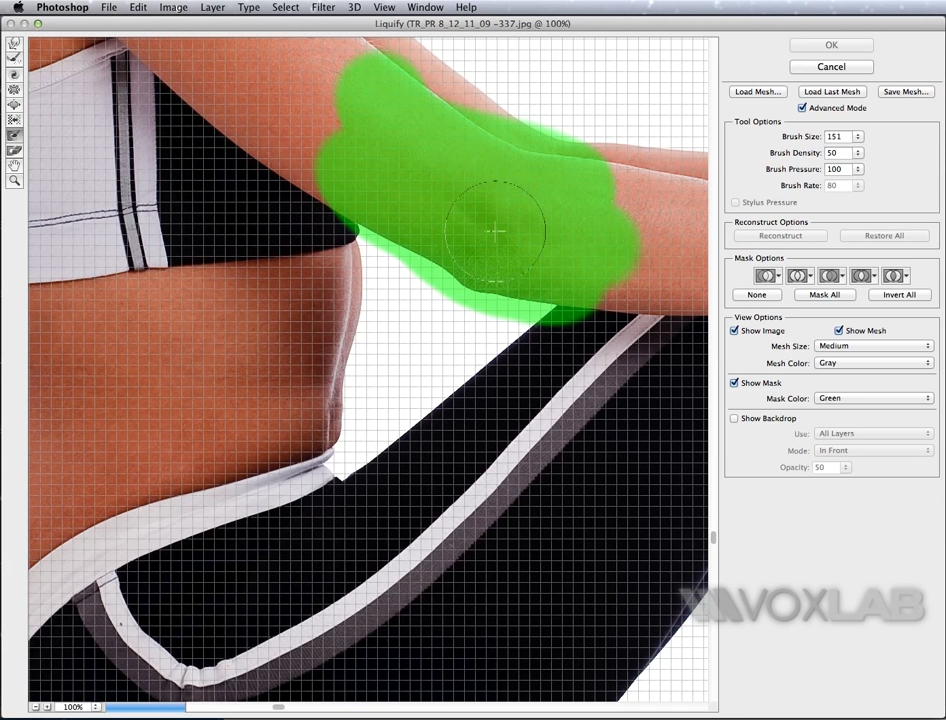 Photoshop File Edit Image Layer Type Select Filter 3D View Window Help
Liquify (TR_PR 8_12_11_09 -337.jpg @ 100%)
OK
Cancel
Load Mesh... Load Last Mesh Save Mesh...
Advanced Mode
Tool Options
Brush Size: 151
Brush Density: 50
Brush Pressure: 100
Brush Rate: 80
Stylus Pressure
Reconstruct Options
Reconstruct Restore All
Mask Options
None Mask All Invert All
View Options
Show Image Show Mesh
Mesh Size: Medium
Mesh Color: Gray
Show Mask
Mask Color: Green
Show Backdrop
Use: All Layers
Mode: In Front
Opacity: 50
VOXLAB
100%